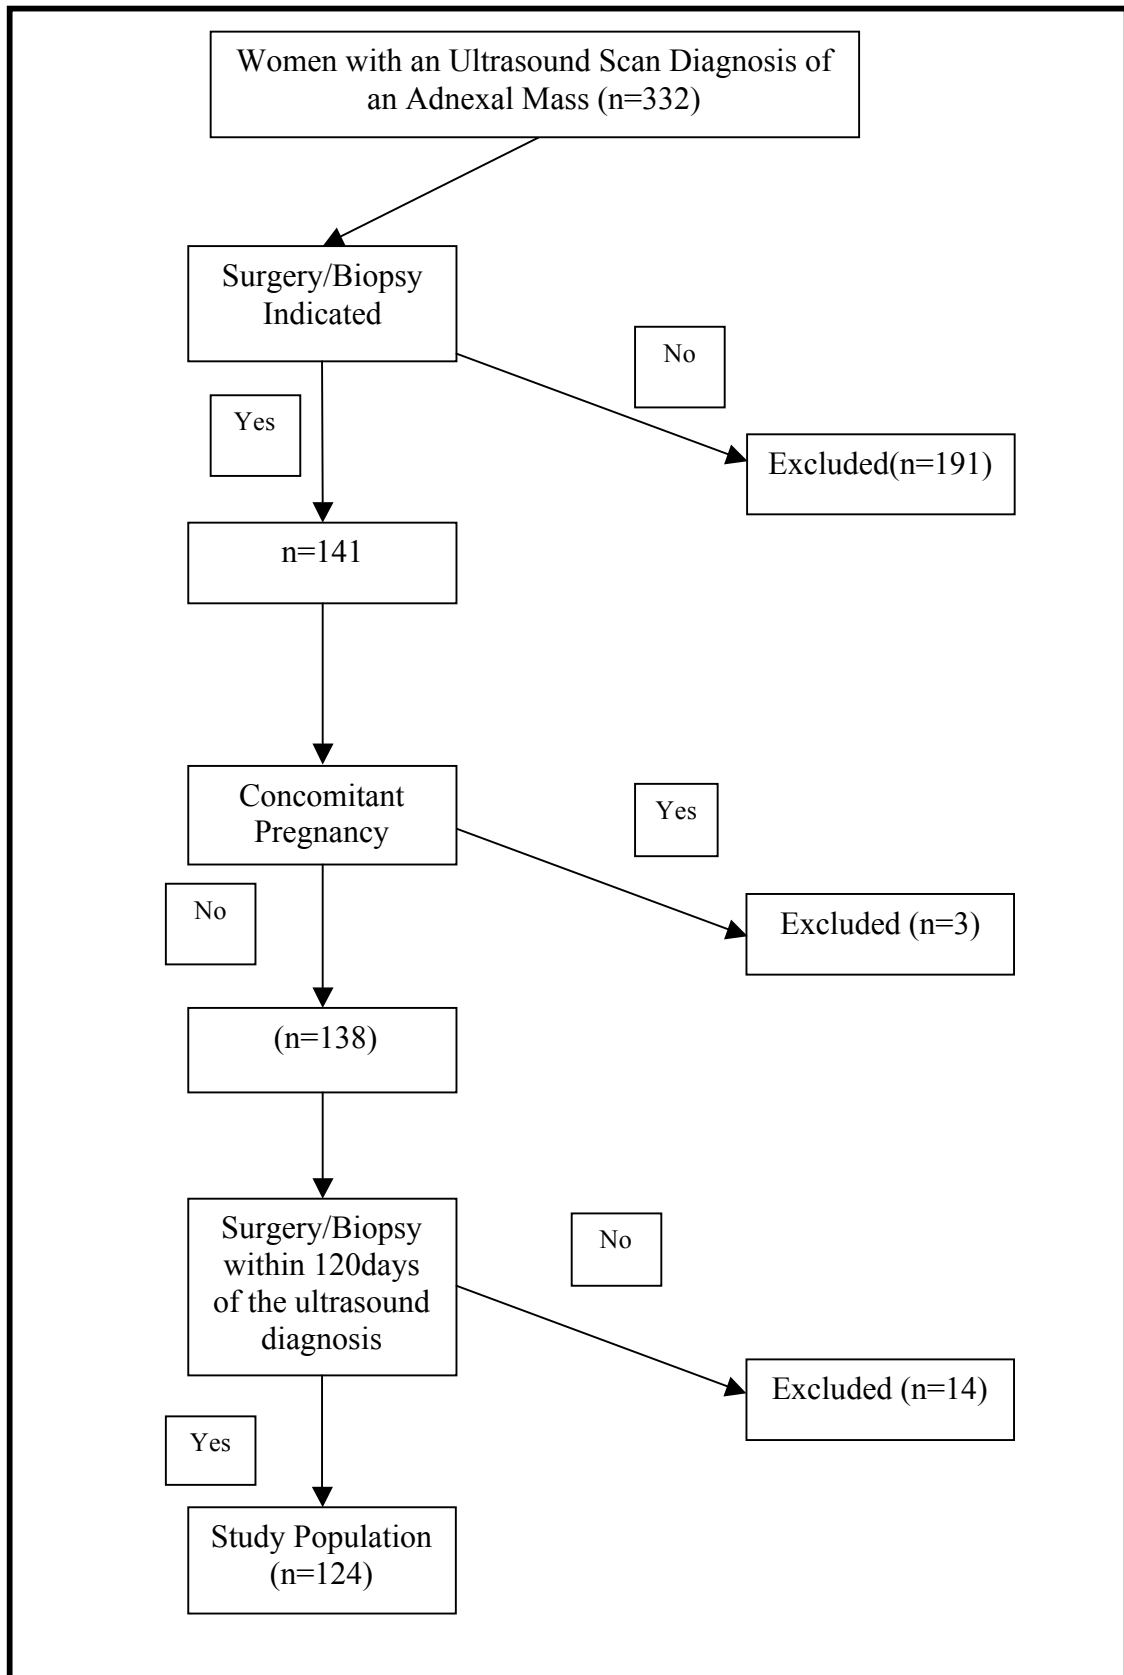 Women with an Ultrasound Scan Diagnosis of
an Adnexal Mass (n=332)
Surgery/Biopsy
Indicated
No
Yes
Excluded(n=191)
n=141
Concomitant
Pregnancy
Yes
No
Excluded (n=3)
(n=138)
Surgery/Biopsy
within 120days
of the ultrasound
diagnosis
No
Excluded (n=14)
Yes
Study Population
(n=124)